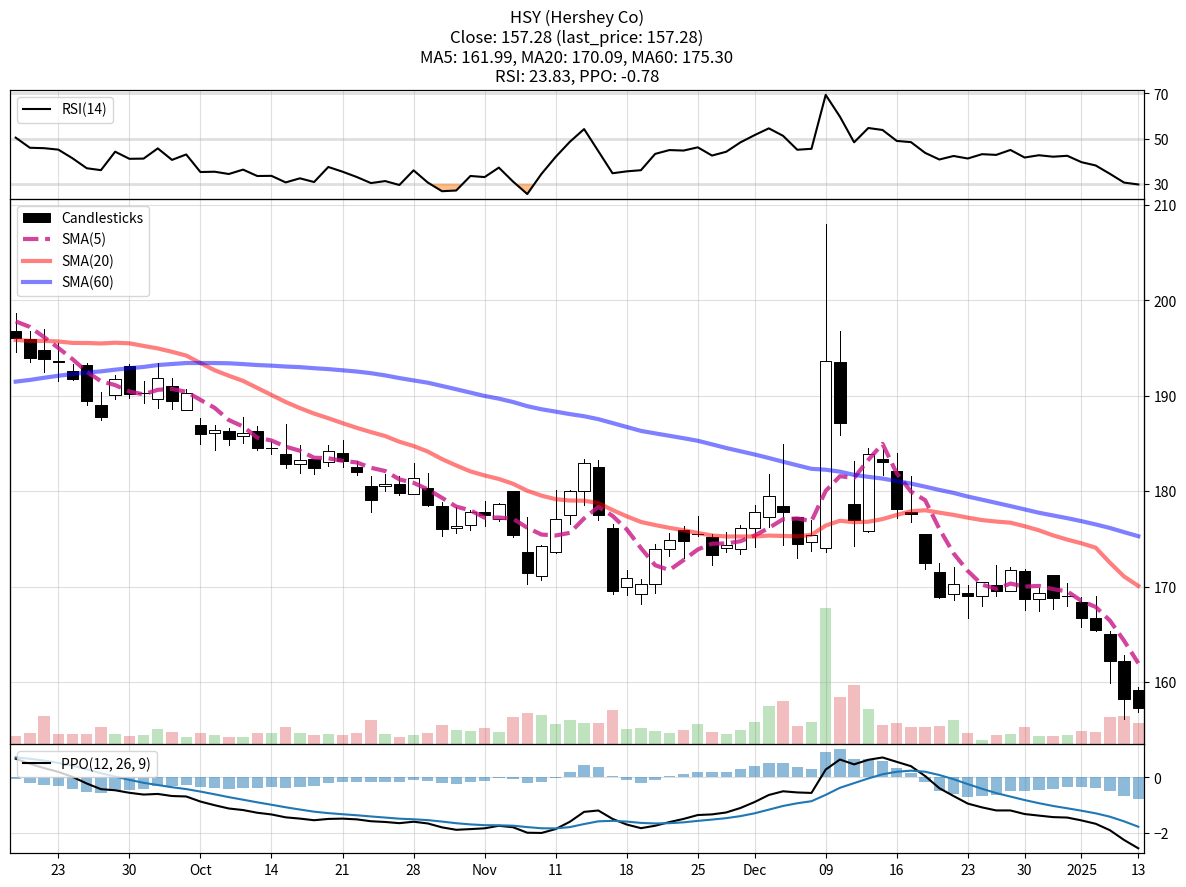 HSY (Hershey Co)
Close: 157.28 (last_price: 157.28)
MA5: 161.99, MA20: 170.09, MA60: 175.30
RSI: 23.83, PPO: -0.78
RSI(14)
70
50
30
Candlesticks
SMA(5)
SMA(20)
SMA(60)
210
200
190
180
170
160
PPO(12, 26, 9)
0
−2
23
30
Oct
14
21
28
Nov
11
18
25
Dec
09
16
23
30
2025
13